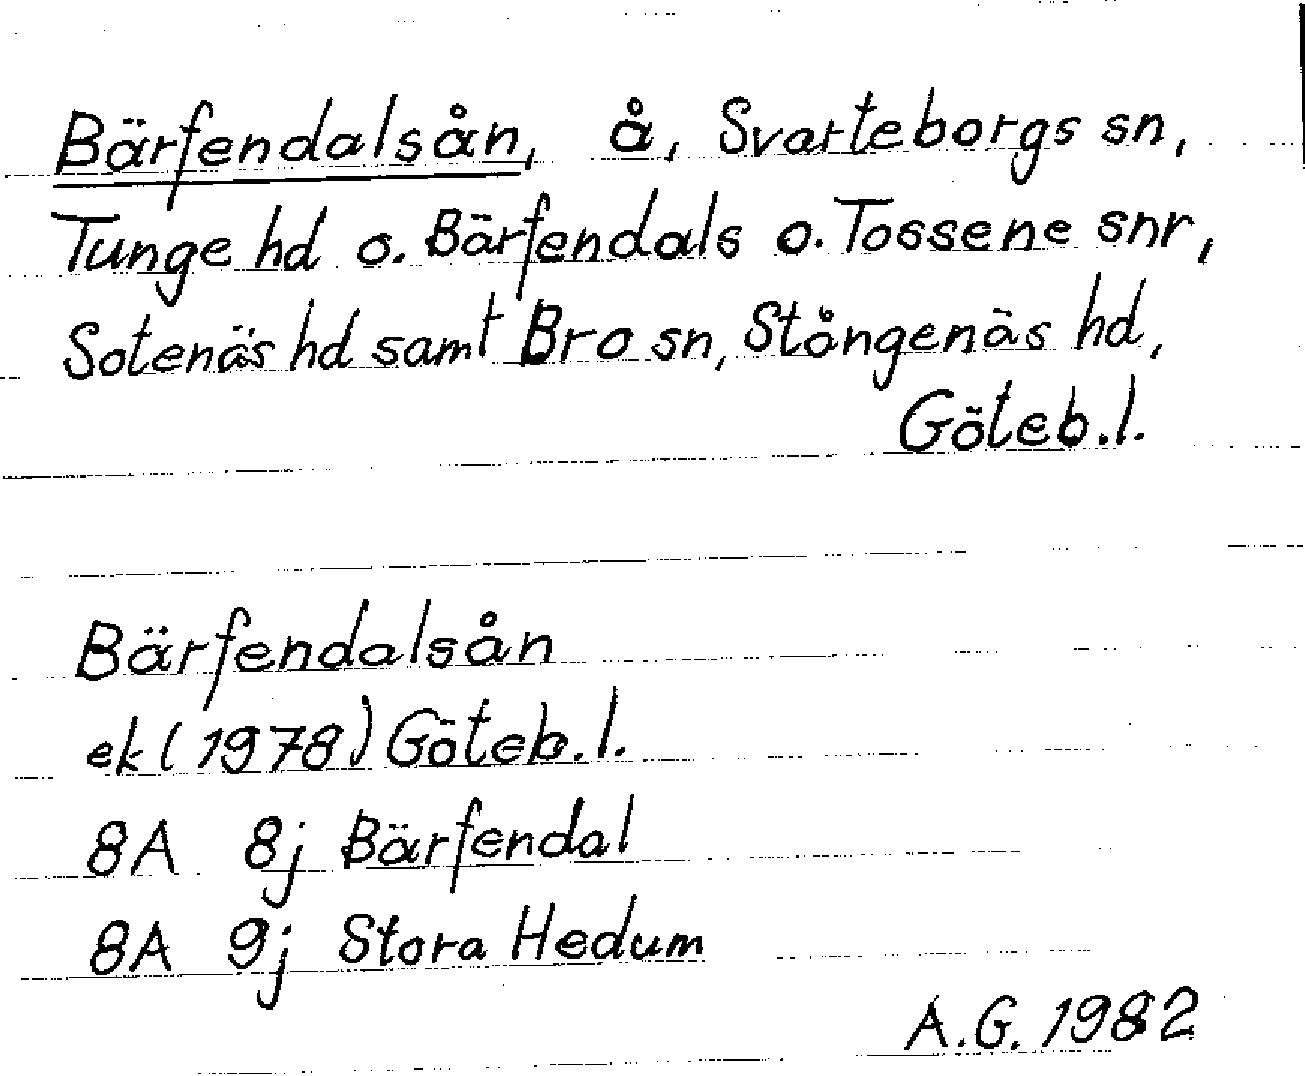 Bärfendalsån, å, Svarteborgs sn,
Tunge hd o. Bärfendals o. Tossene snr,
Sotenäs hd samt Bro sn, Stångenäs hd,
Göteb.l.
Bärfendalsån
ek (1978) Göteb.l.
8A 8j Bärfendal
8A 9j Stora Hedum
A.G. 1982